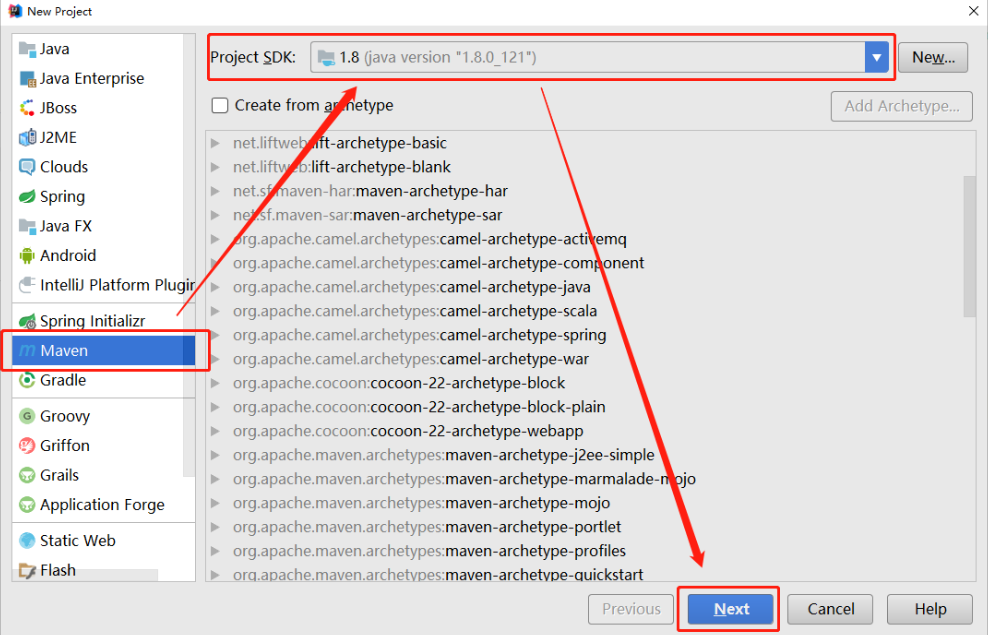 New Project
Java
Java Enterprise
JBoss
J2ME
Clouds
Spring
Java FX
Android
IntelliJ Platform Plugin
Spring Initializr
Maven
Gradle
Groovy
Griffon
Grails
Application Forge
Static Web
Flash
Project SDK: 1.8 (java version "1.8.0_121") New...
Create from archetype Add Archetype...
net.liftweb:lift-archetype-basic
net.liftweb:lift-archetype-blank
net.sf.maven-har:maven-archetype-har
net.sf.maven-sar:maven-archetype-sar
org.apache.camel.archetypes:camel-archetype-activemq
org.apache.camel.archetypes:camel-archetype-component
org.apache.camel.archetypes:camel-archetype-java
org.apache.camel.archetypes:camel-archetype-scala
org.apache.camel.archetypes:camel-archetype-spring
org.apache.camel.archetypes:camel-archetype-war
org.apache.cocoon:cocoon-22-archetype-block
org.apache.cocoon:cocoon-22-archetype-block-plain
org.apache.cocoon:cocoon-22-archetype-webapp
org.apache.maven.archetypes:maven-archetype-j2ee-simple
org.apache.maven.archetypes:maven-archetype-marmalade-mojo
org.apache.maven.archetypes:maven-archetype-mojo
org.apache.maven.archetypes:maven-archetype-portlet
org.apache.maven.archetypes:maven-archetype-profiles
org.apache.maven.archetypes:maven-archetype-quickstart
Previous Next Cancel Help